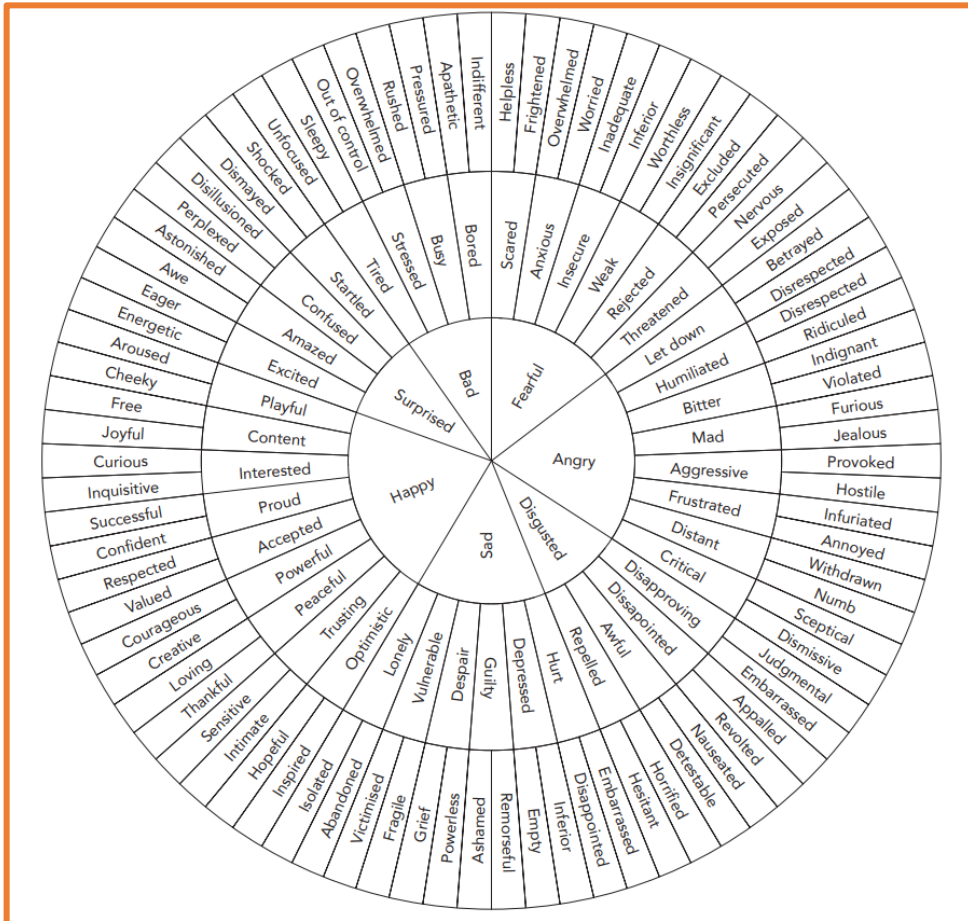 Bad
Fearful
Angry
Disgusted
Sad
Happy
Surprised
Bored
Scared
Anxious
Insecure
Weak
Rejected
Threatened
Let down
Humiliated
Bitter
Mad
Aggressive
Frustrated
Distant
Critical
Disapproving
Dissapointed
Awful
Repelled
Hurt
Depressed
Guilty
Despair
Vulnerable
Lonely
Optimistic
Trusting
Peaceful
Powerful
Accepted
Proud
Interested
Content
Playful
Excited
Amazed
Confused
Startled
Tired
Stressed
Busy
Indifferent
Helpless
Frightened
Overwhelmed
Worried
Inadequate
Inferior
Worthless
Insignificant
Excluded
Persecuted
Nervous
Exposed
Betrayed
Disrespected
Disrespected
Ridiculed
Indignant
Violated
Furious
Jealous
Provoked
Hostile
Infuriated
Annoyed
Withdrawn
Numb
Sceptical
Dismissive
Judgmental
Embarrassed
Appalled
Revolted
Nauseated
Detestable
Horrified
Hesitant
Embarrassed
Disappointed
Inferior
Empty
Remorseful
Ashamed
Powerless
Grief
Fragile
Victimised
Abandoned
Isolated
Inspired
Hopeful
Intimate
Sensitive
Thankful
Loving
Creative
Courageous
Valued
Respected
Confident
Successful
Inquisitive
Curious
Joyful
Free
Cheeky
Aroused
Energetic
Eager
Awe
Astonished
Perplexed
Disillusioned
Dismayed
Shocked
Unfocused
Sleepy
Out of control
Overwhelmed
Rushed
Pressured
Apathetic